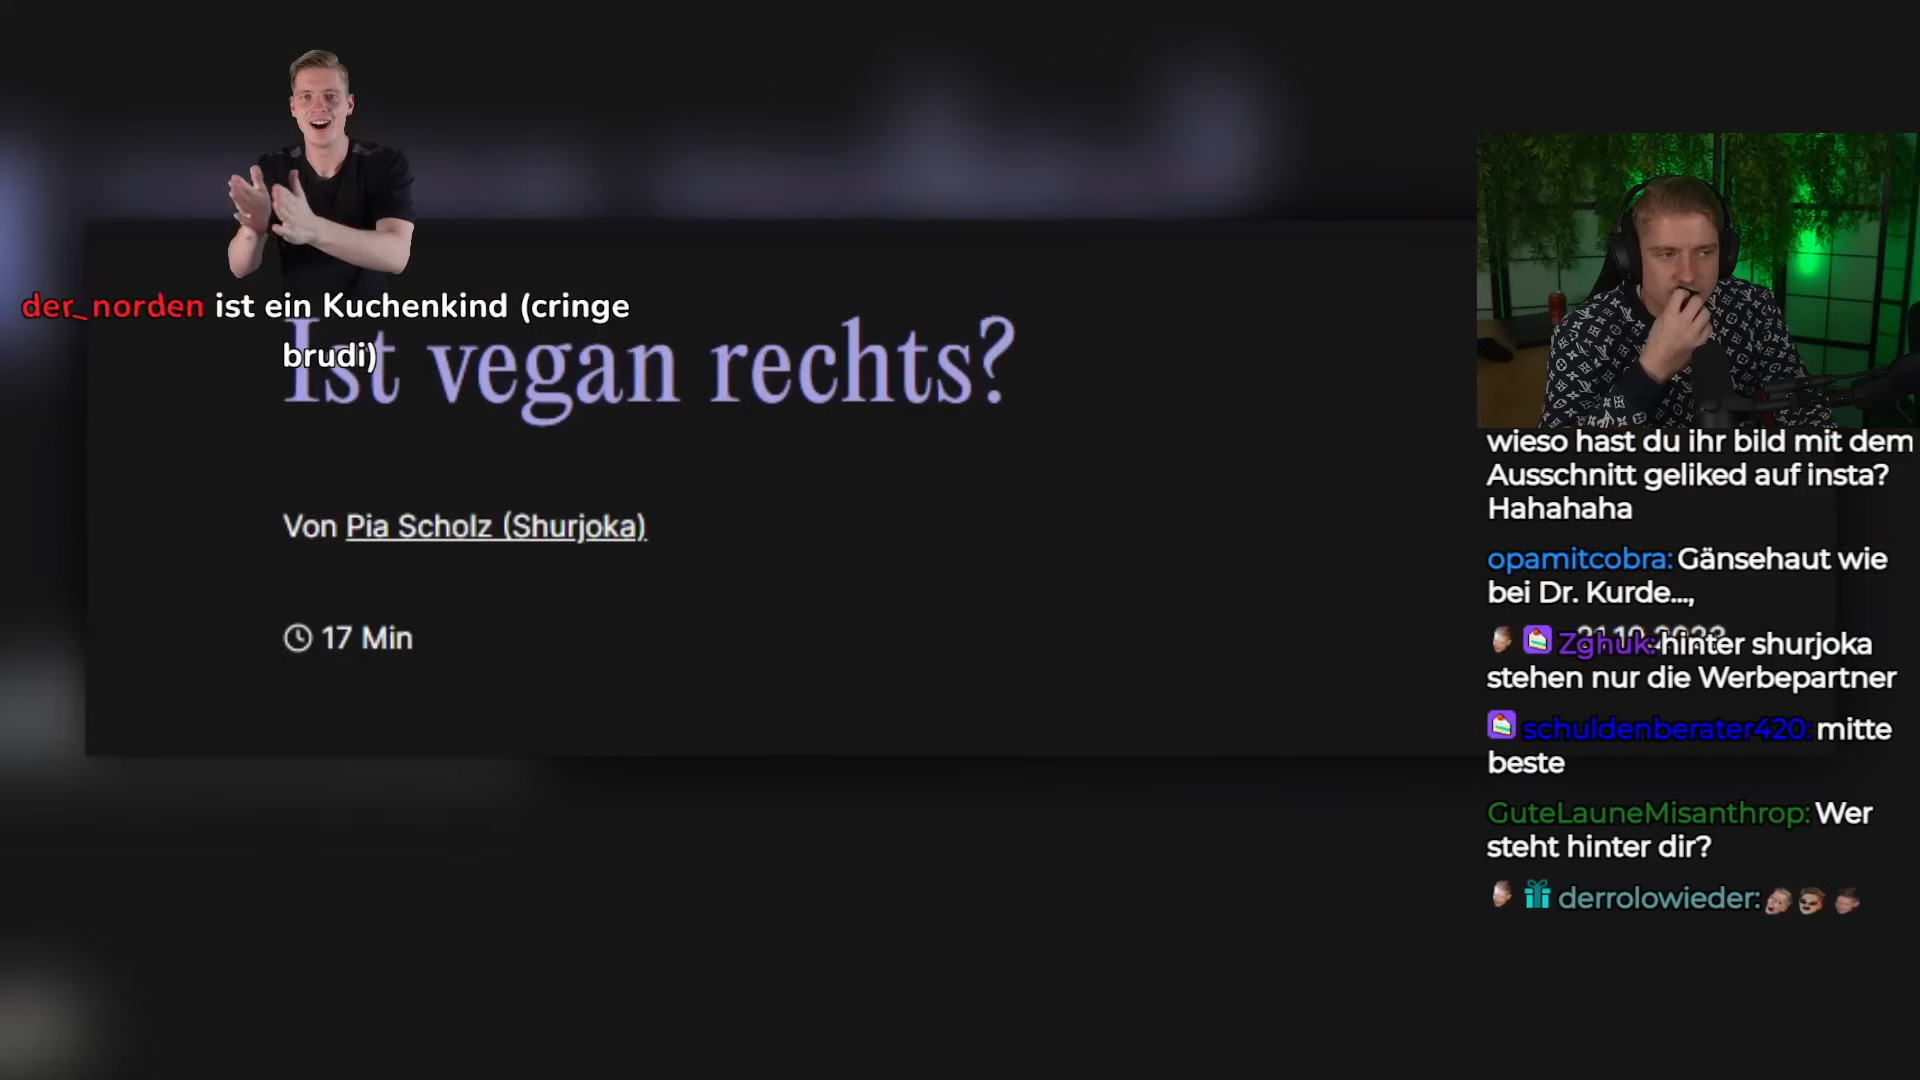 der_norden ist ein Kuchenkind (cringe
brudi)
Ist vegan rechts?
Von Pia Scholz (Shurjoka)
17 Min
wieso hast du ihr bild mit dem
Ausschnitt geliked auf insta?
Hahahaha
opamitcobra: Gänsehaut wie
bei Dr. Kurde...,
Zghuk: hinter shurjoka
stehen nur die Werbepartner
schuldenberater420: mitte
beste
GuteLauneMisanthrop: Wer
steht hinter dir?
derrolowieder: